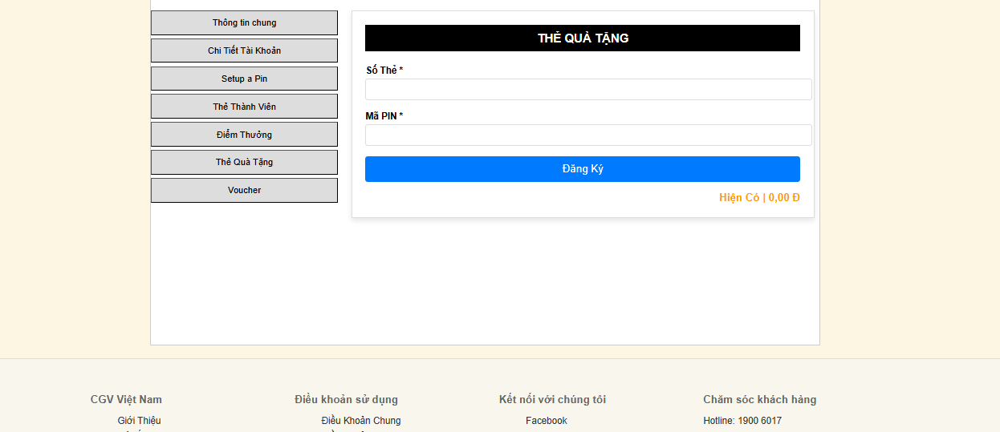 Thông tin chung
Chi Tiết Tài Khoản
Setup a Pin
Thẻ Thành Viên
Điểm Thưởng
Thẻ Quà Tặng
Voucher
THẺ QUÀ TẶNG
Số Thẻ *
Mã PIN *
Đăng Ký
Hiện Có | 0,00 Đ
CGV Việt Nam
Giới Thiệu
Điều khoản sử dụng
Điều Khoản Chung
Kết nối với chúng tôi
Facebook
Chăm sóc khách hàng
Hotline: 1900 6017